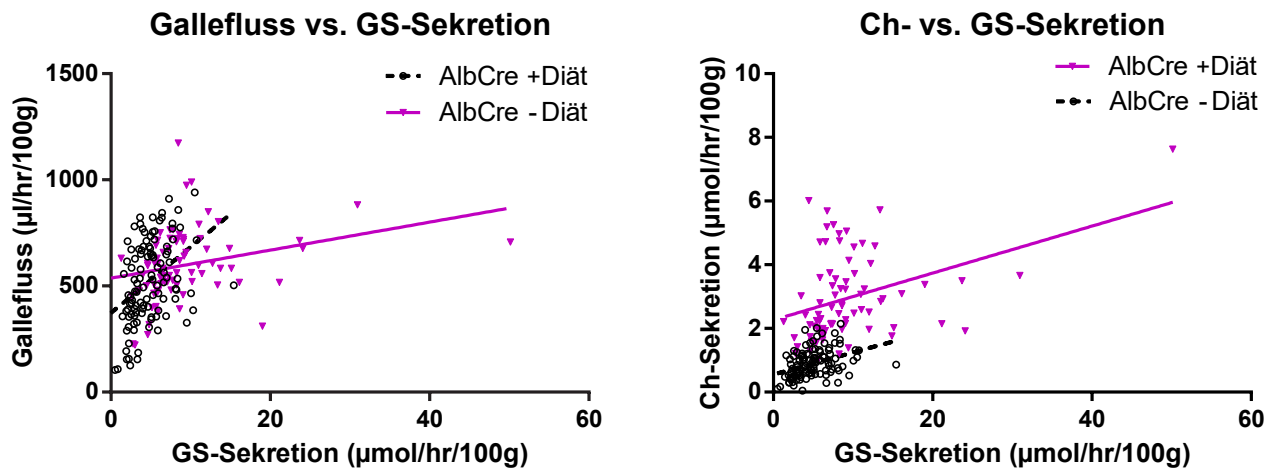 Gallefluss vs. GS-Sekretion
AlbCre +Diät
AlbCre - Diät
1500
1000
500
0
0 20 40 60
Gallefluss (µl/hr/100g)
GS-Sekretion (µmol/hr/100g)
Ch- vs. GS-Sekretion
AlbCre +Diät
AlbCre - Diät
10
8
6
4
2
0
0 20 40 60
Ch-Sekretion (µmol/hr/100g)
GS-Sekretion (µmol/hr/100g)